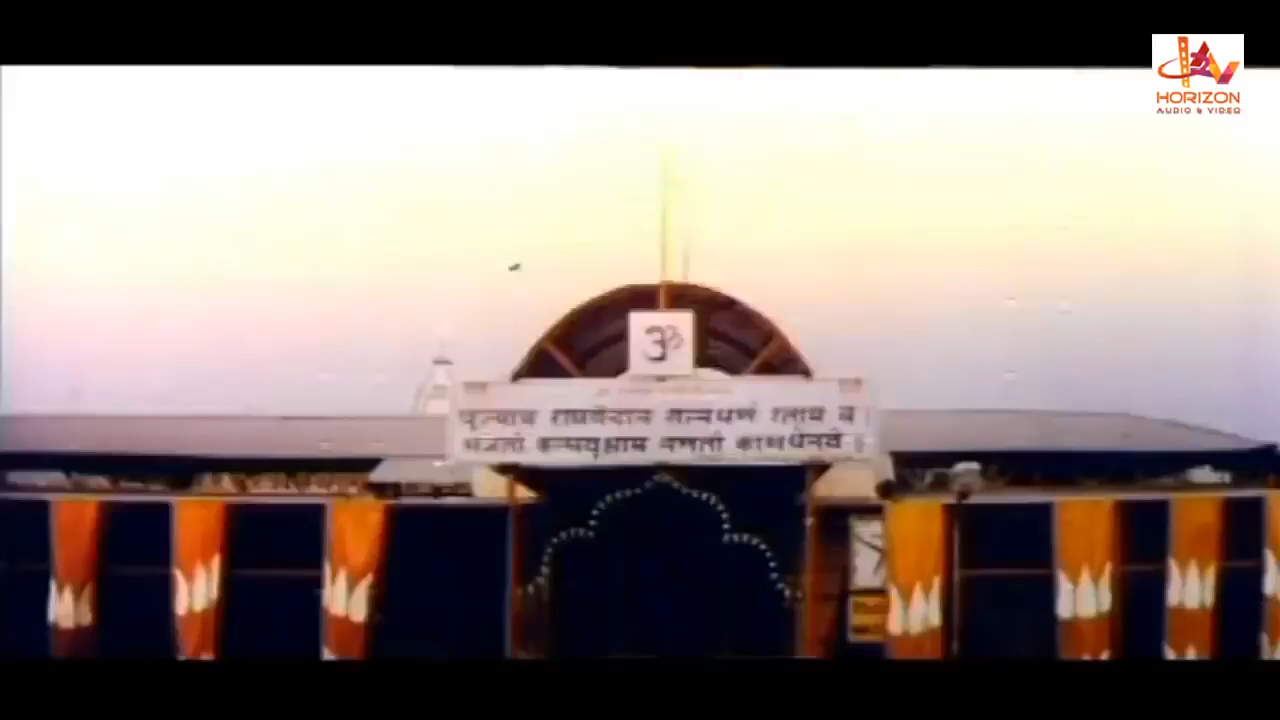 HORIZON
AUDIO & VIDEO
ॐ
पूज्याय राघवेंद्राय सत्यधर्म रताय च
भजतां कल्पवृक्षाय नमतां कामधेनवे ॥